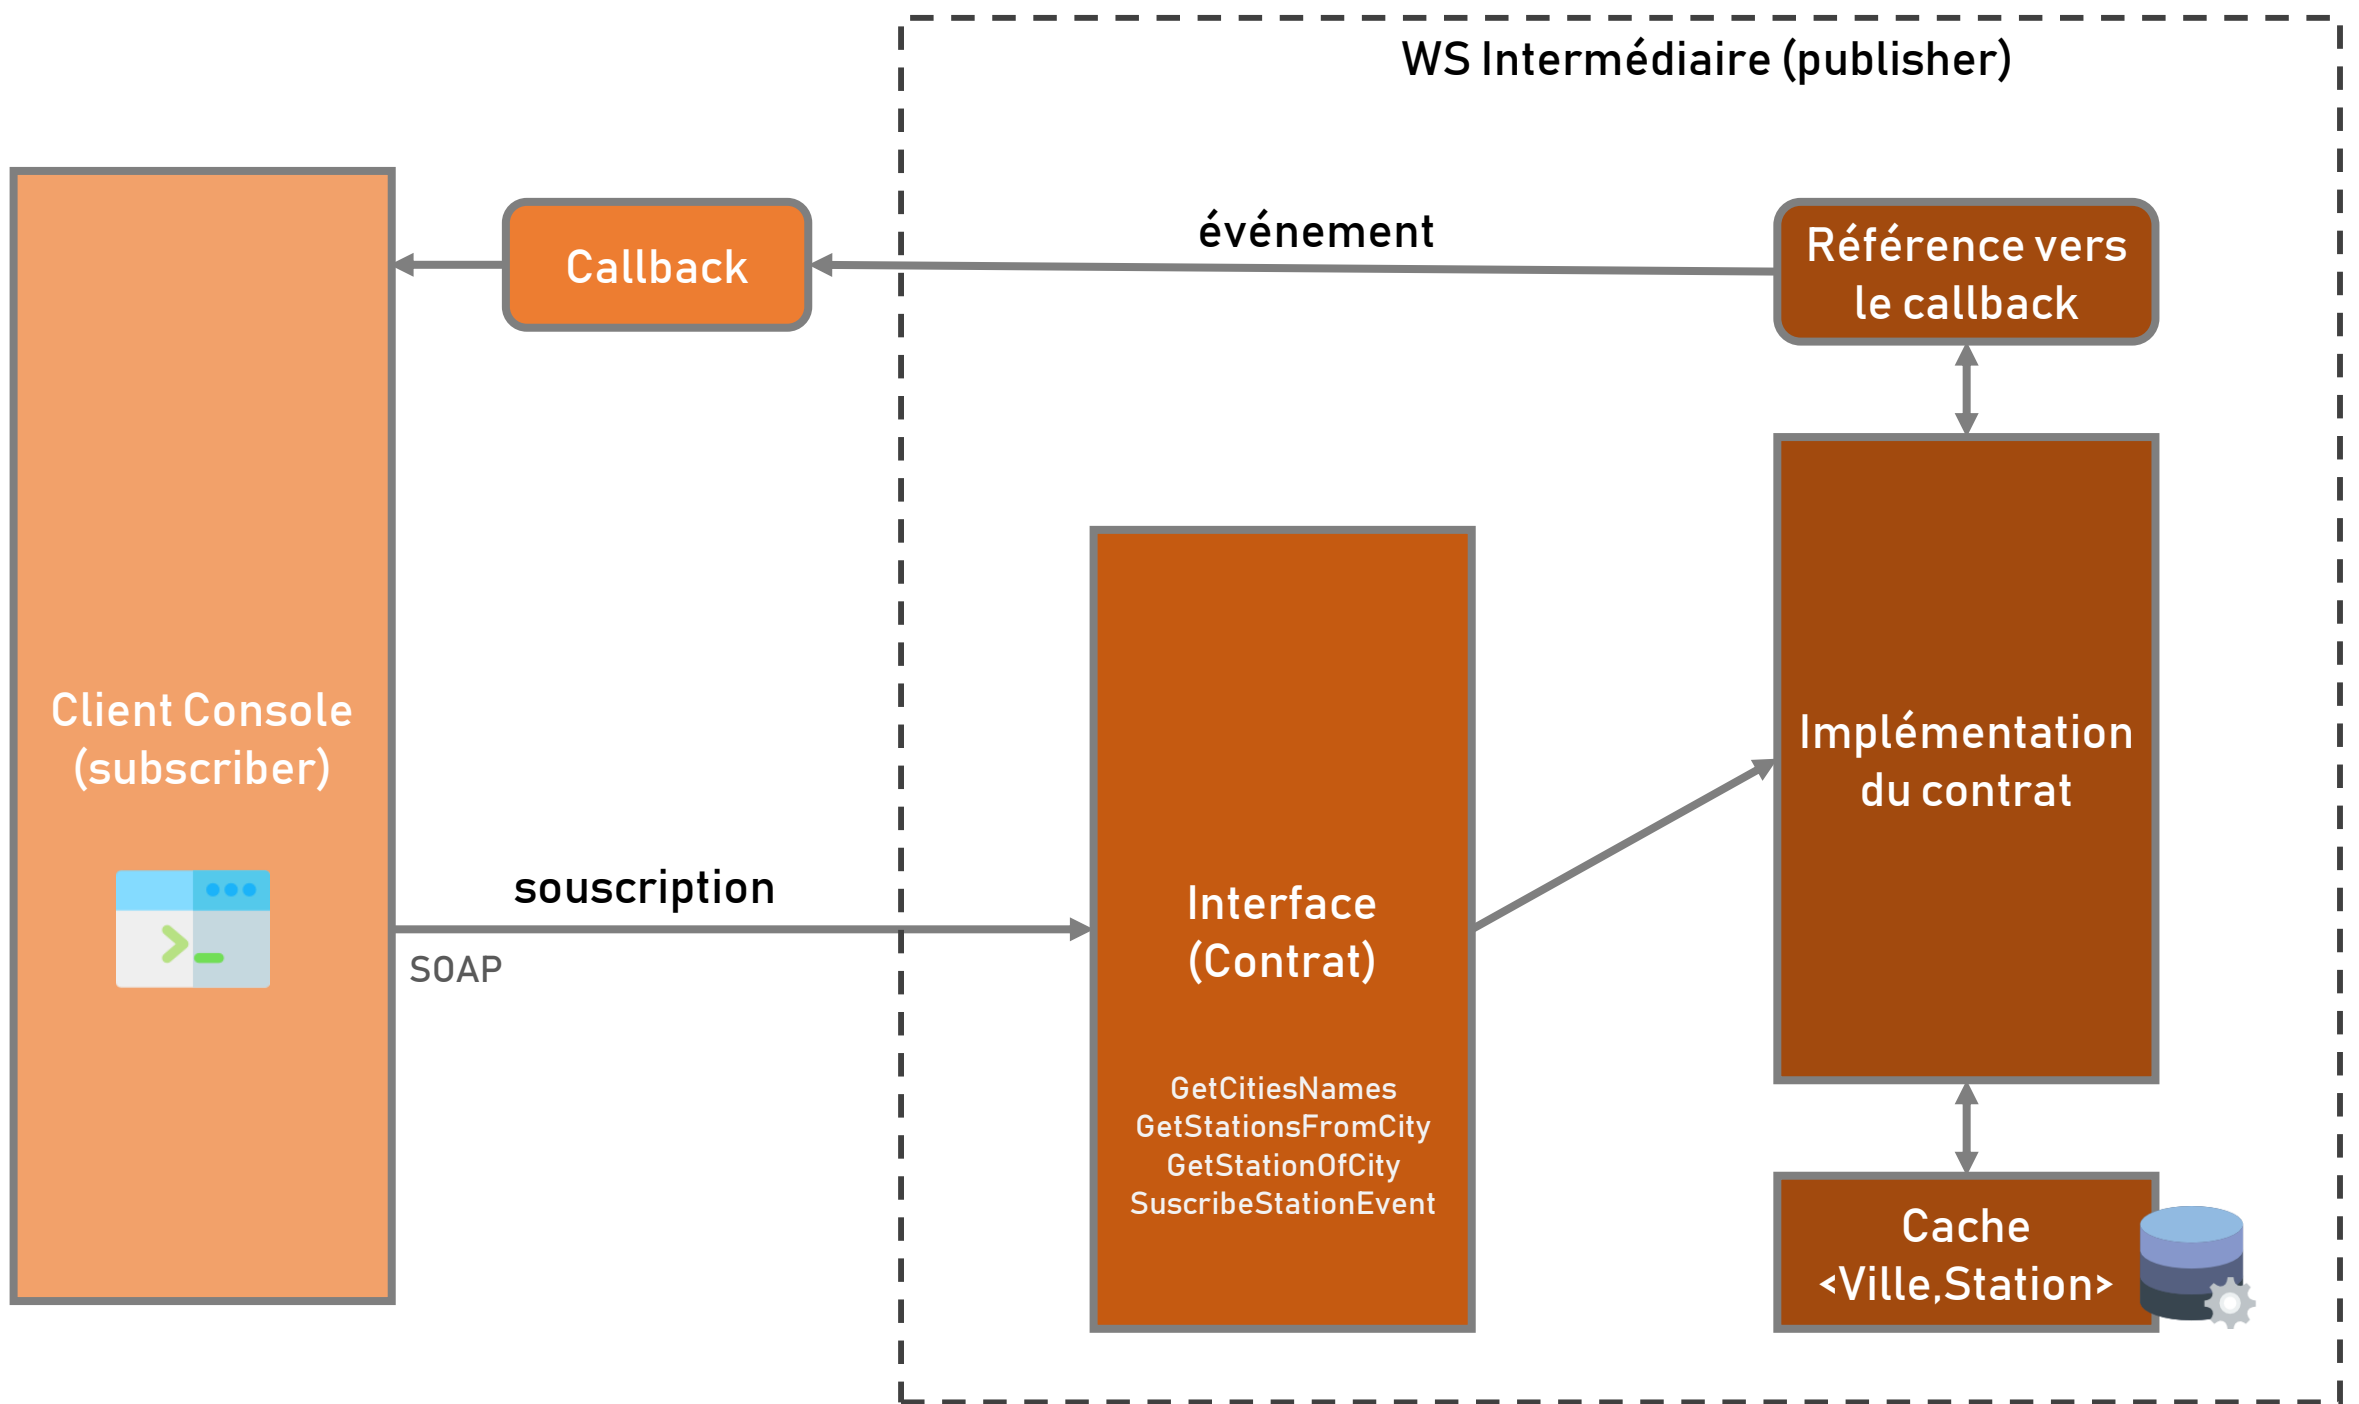 WS Intermédiaire (publisher)
Callback
événement
Référence vers
le callback
Client Console
(subscriber)
souscription
SOAP
Interface
(Contrat)
GetCitiesNames
GetStationsFromCity
GetStationOfCity
SuscribeStationEvent
Implémentation
du contrat
Cache
<Ville,Station>